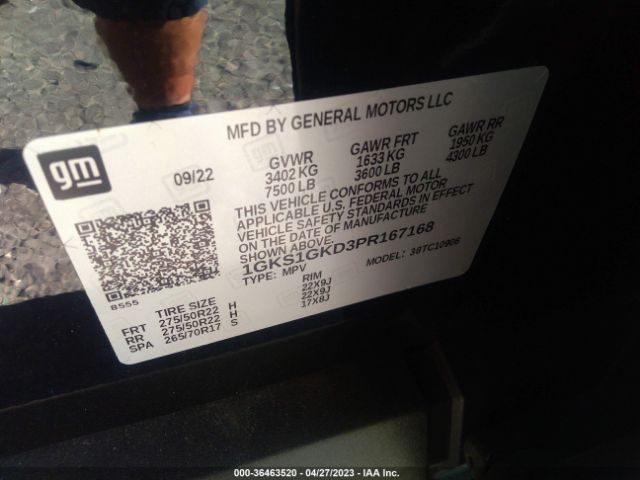 MFD BY GENERAL MOTORS LLC
gm
09/22
GVWR GAWR FRT GAWR RR
3402 KG 1633 KG 1950 KG
7500 LB 3600 LB 4300 LB
THIS VEHICLE CONFORMS TO ALL
APPLICABLE U.S. FEDERAL MOTOR
VEHICLE SAFETY STANDARDS IN EFFECT
ON THE DATE OF MANUFACTURE
SHOWN ABOVE.
1GKS1GKD3PR167168
TYPE: MPV MODEL: 38TC10906
B555
TIRE SIZE RIM
FRT 275/50R22 H 22X9J
RR 275/50R22 H 22X9J
SPA 265/70R17 S 17X8J
000-36463520 - 04/27/2023 - IAA Inc.